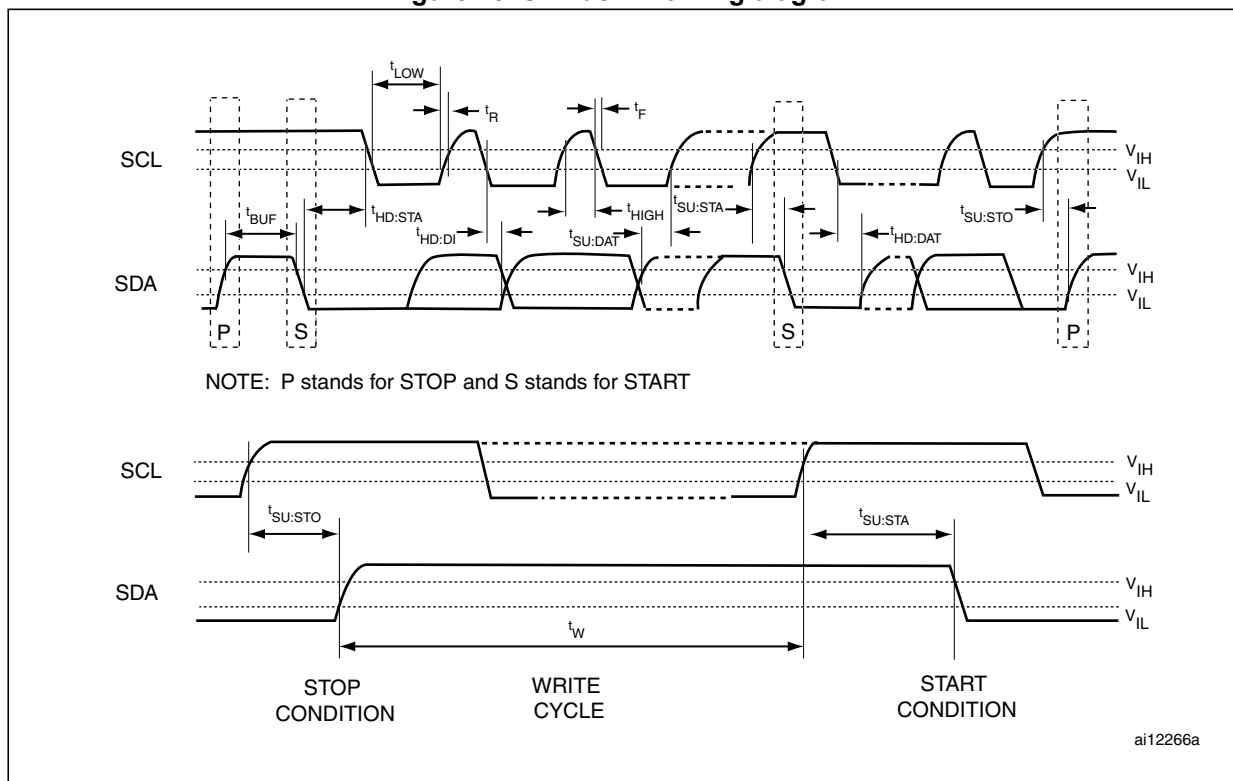 tLOW
tR
tF
SCL
VIH
VIL
tBUF
tHD:STA
tHD:DI
tSU:DAT
tHIGH
tSU:STA
tHD:DAT
tSU:STO
SDA
VIH
VIL
P
S
S
P
NOTE: P stands for STOP and S stands for START
SCL
VIH
VIL
tSU:STO
tSU:STA
SDA
VIH
VIL
tW
STOP
CONDITION
WRITE
CYCLE
START
CONDITION
ai12266a